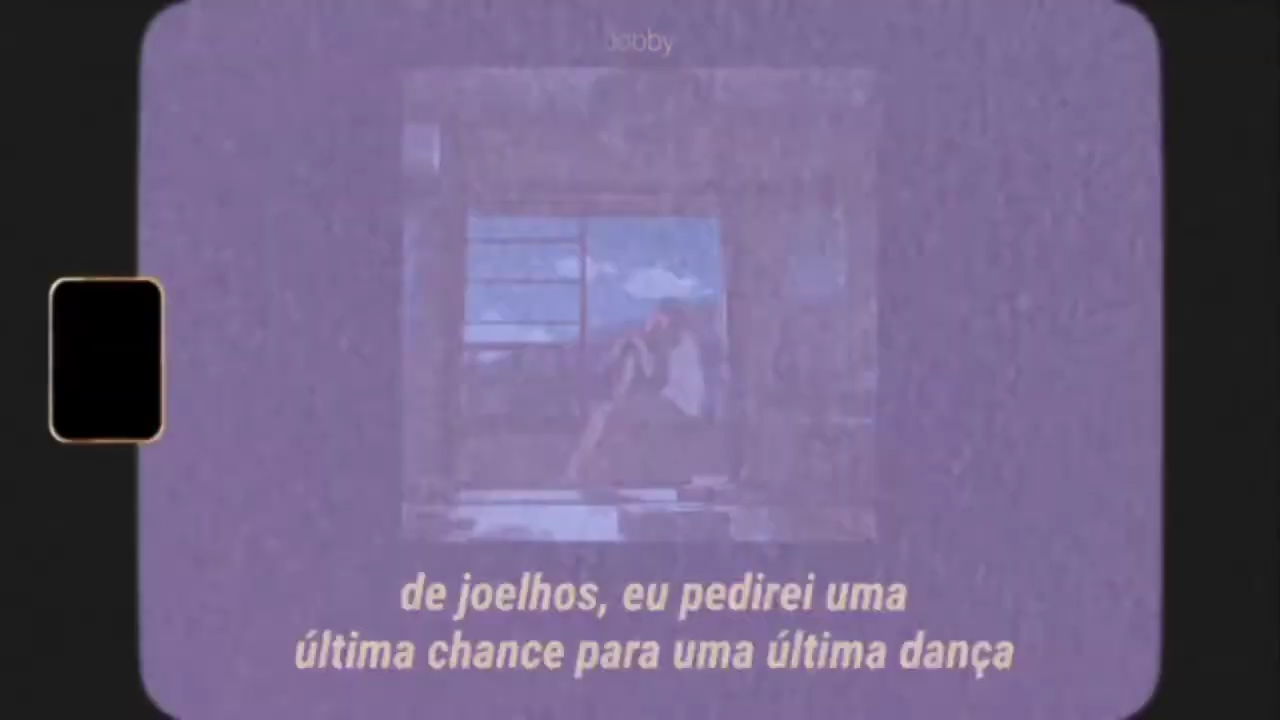 de joelhos, eu pedirei uma
última chance para uma última dança